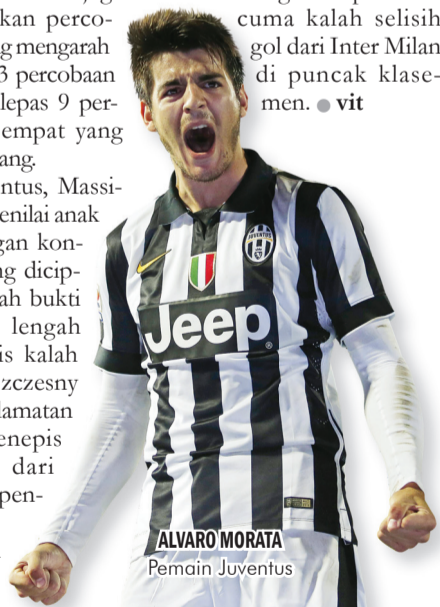 kan perco-
g mengarah
3 percobaan
lepas 9 per-
empat yang
ang.
ntus, Massi-
enilai anak
gan kon-
ng dicip-
ah bukti
lengah
is kalah
zczesny
lamatan
enepis
dari
pen-
cuma kalah selisih
gol dari Inter Milan
di puncak klase-
men. ● vit
JUVENTUS
Jeep
ALVARO MORATA
Pemain Juventus